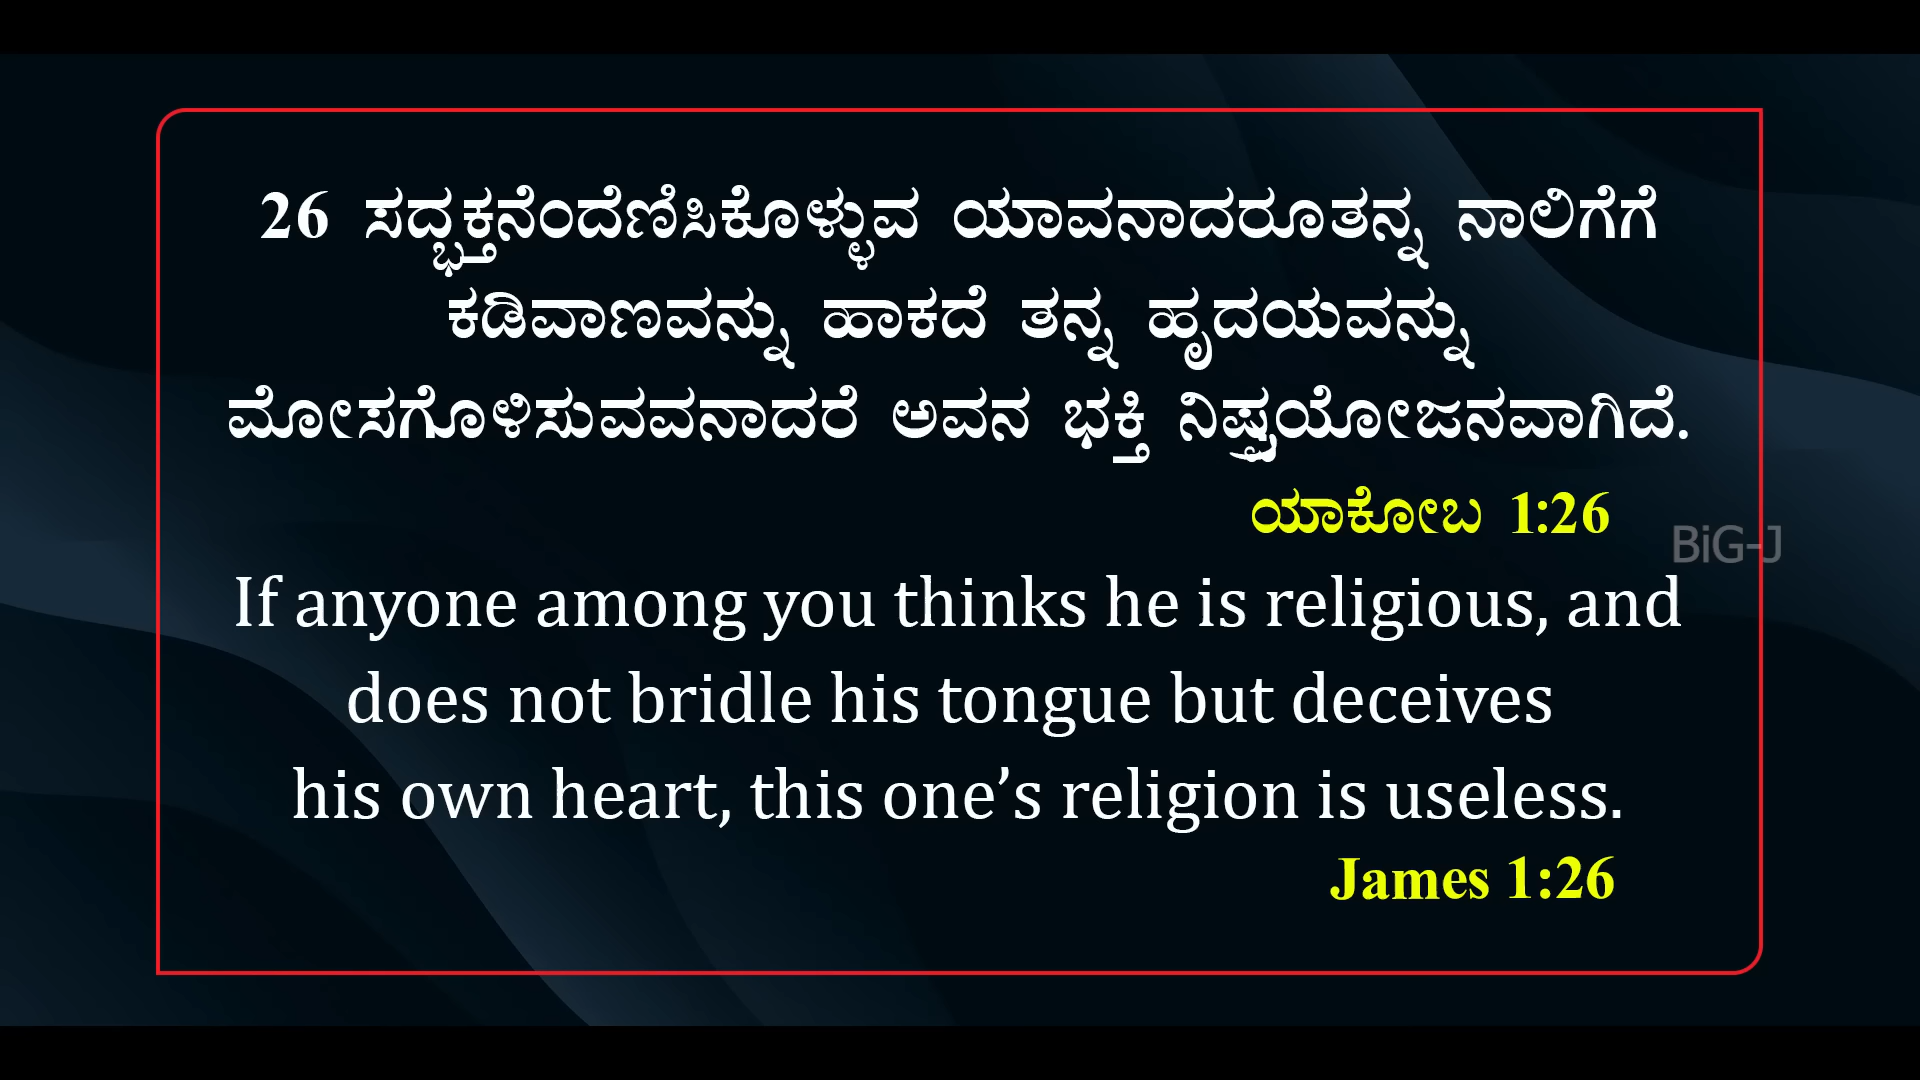 26 ಸದ್ಭಕ್ತನೆಂದೆಣಿಸಿಕೊಳ್ಳುವ ಯಾವನಾದರೂತನ್ನ ನಾಲಿಗೆಗೆ
ಕಡಿವಾಣವನ್ನು ಹಾಕದೆ ತನ್ನ ಹೃದಯವನ್ನು
ಮೋಸಗೊಳಿಸುವವನಾದರೆ ಅವನ ಭಕ್ತಿ ನಿಷ್ಪ್ರಯೋಜನವಾಗಿದೆ.
ಯಾಕೋಬ 1:26
BiG-J
If anyone among you thinks he is religious, and
does not bridle his tongue but deceives
his own heart, this one’s religion is useless.
James 1:26